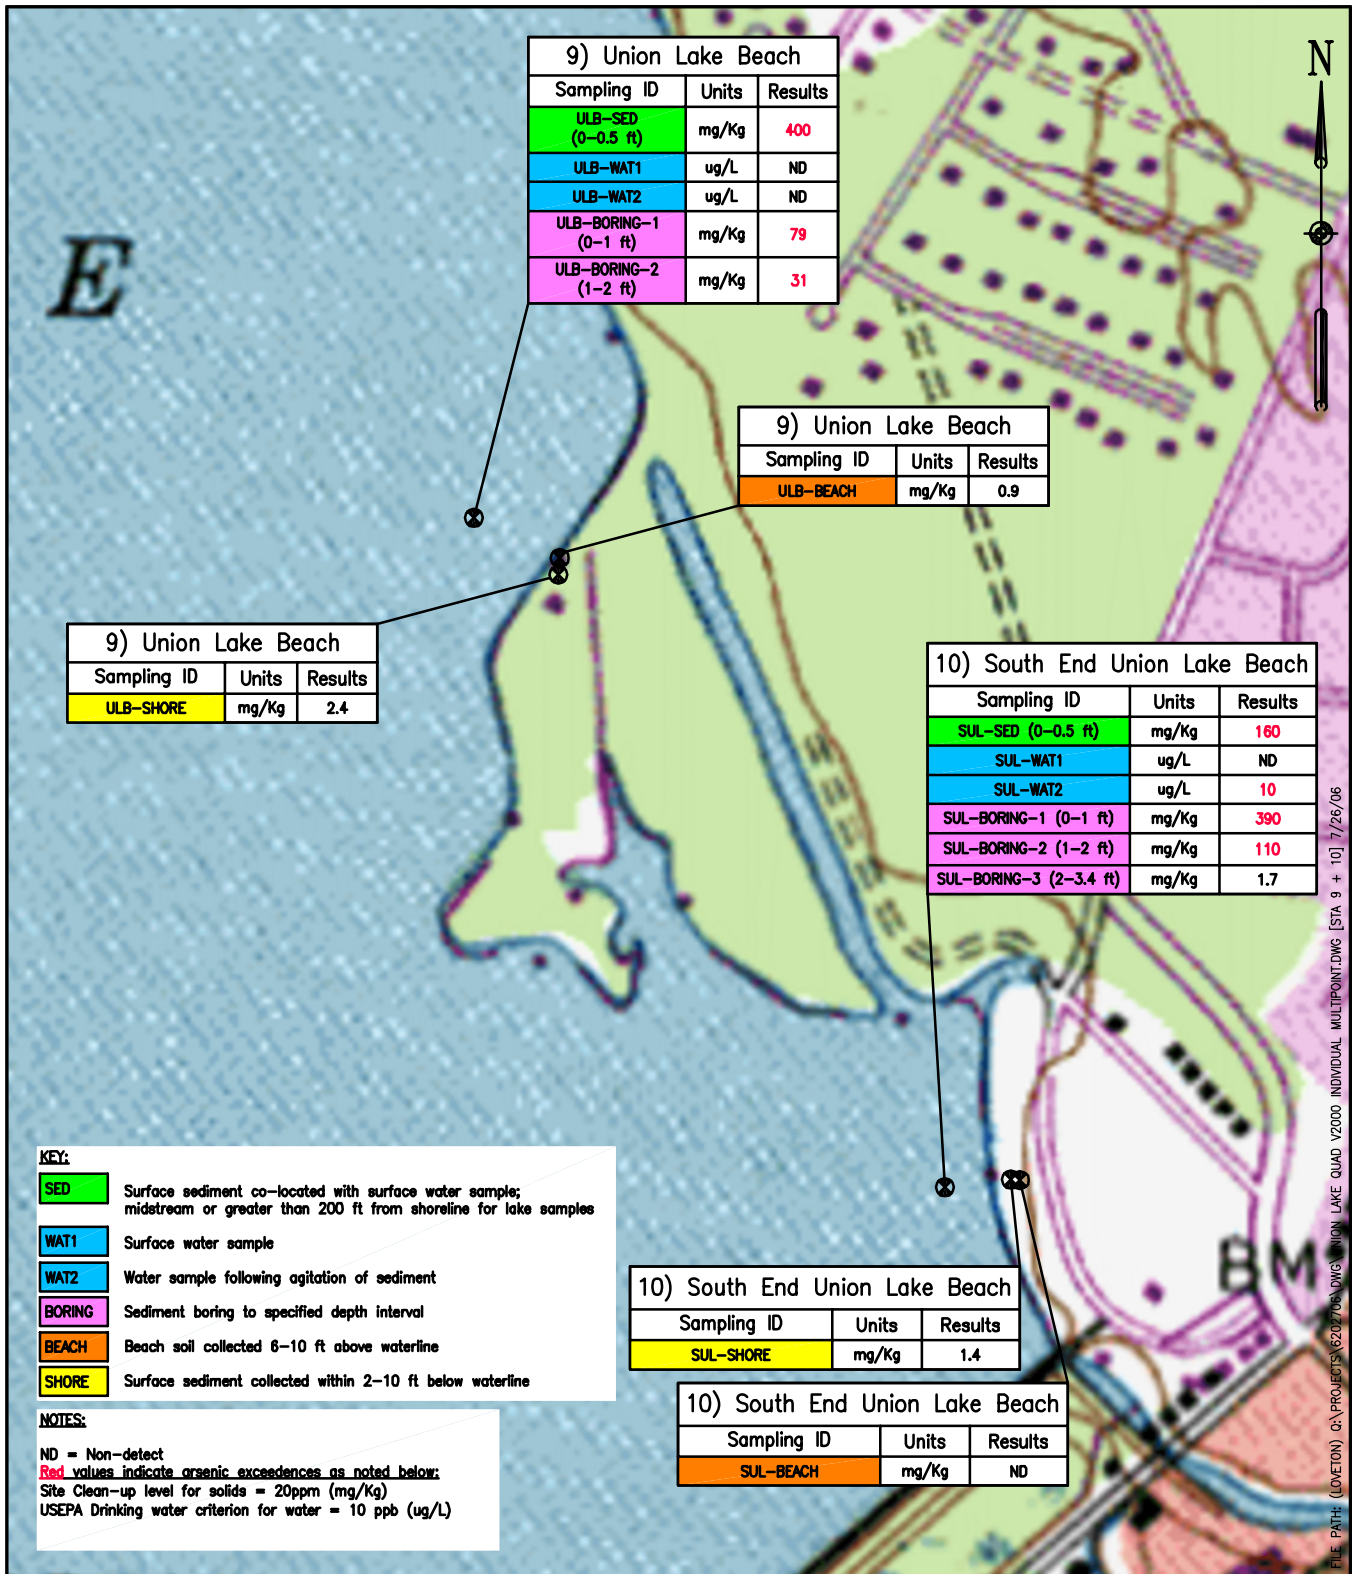 9) Union Lake Beach
Sampling ID Units Results
ULB-SED (0-0.5 ft) mg/Kg 400
ULB-WAT1 ug/L ND
ULB-WAT2 ug/L ND
ULB-BORING-1 (0-1 ft) mg/Kg 79
ULB-BORING-2 (1-2 ft) mg/Kg 31
N
E
9) Union Lake Beach
Sampling ID Units Results
ULB-BEACH mg/Kg 0.9
9) Union Lake Beach
Sampling ID Units Results
ULB-SHORE mg/Kg 2.4
10) South End Union Lake Beach
Sampling ID Units Results
SUL-SED (0-0.5 ft) mg/Kg 160
SUL-WAT1 ug/L ND
SUL-WAT2 ug/L 10
SUL-BORING-1 (0-1 ft) mg/Kg 390
SUL-BORING-2 (1-2 ft) mg/Kg 110
SUL-BORING-3 (2-3.4 ft) mg/Kg 1.7
KEY:
SED Surface sediment co-located with surface water sample;
midstream or greater than 200 ft from shoreline for lake samples
WAT1 Surface water sample
WAT2 Water sample following agitation of sediment
BORING Sediment boring to specified depth interval
BEACH Beach soil collected 6-10 ft above waterline
SHORE Surface sediment collected within 2-10 ft below waterline
BM
10) South End Union Lake Beach
Sampling ID Units Results
SUL-SHORE mg/Kg 1.4
10) South End Union Lake Beach
Sampling ID Units Results
SUL-BEACH mg/Kg ND
NOTES:
ND = Non-detect
Red values indicate arsenic exceedences as noted below:
Site Clean-up level for solids = 20ppm (mg/Kg)
USEPA Drinking water criterion for water = 10 ppb (ug/L)
FILE PATH: (LOVETON) Q:\PROJECTS\6202706\DWG\UNION LAKE QUAD V2000 INDIVIDUAL MULTIPOINT.DWG [STA 9 + 10] 7/26/06